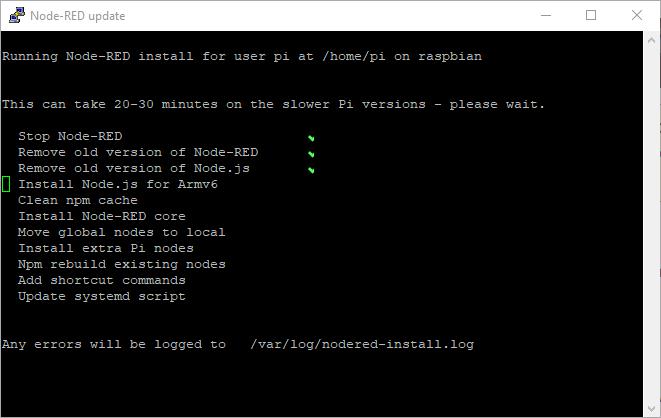 Node-RED update
Running Node-RED install for user pi at /home/pi on raspbian
This can take 20-30 minutes on the slower Pi versions - please wait.
Stop Node-RED ✔
Remove old version of Node-RED ✔
Remove old version of Node.js ✔
Install Node.js for Armv6
Clean npm cache
Install Node-RED core
Move global nodes to local
Install extra Pi nodes
Npm rebuild existing nodes
Add shortcut commands
Update systemd script
Any errors will be logged to /var/log/nodered-install.log